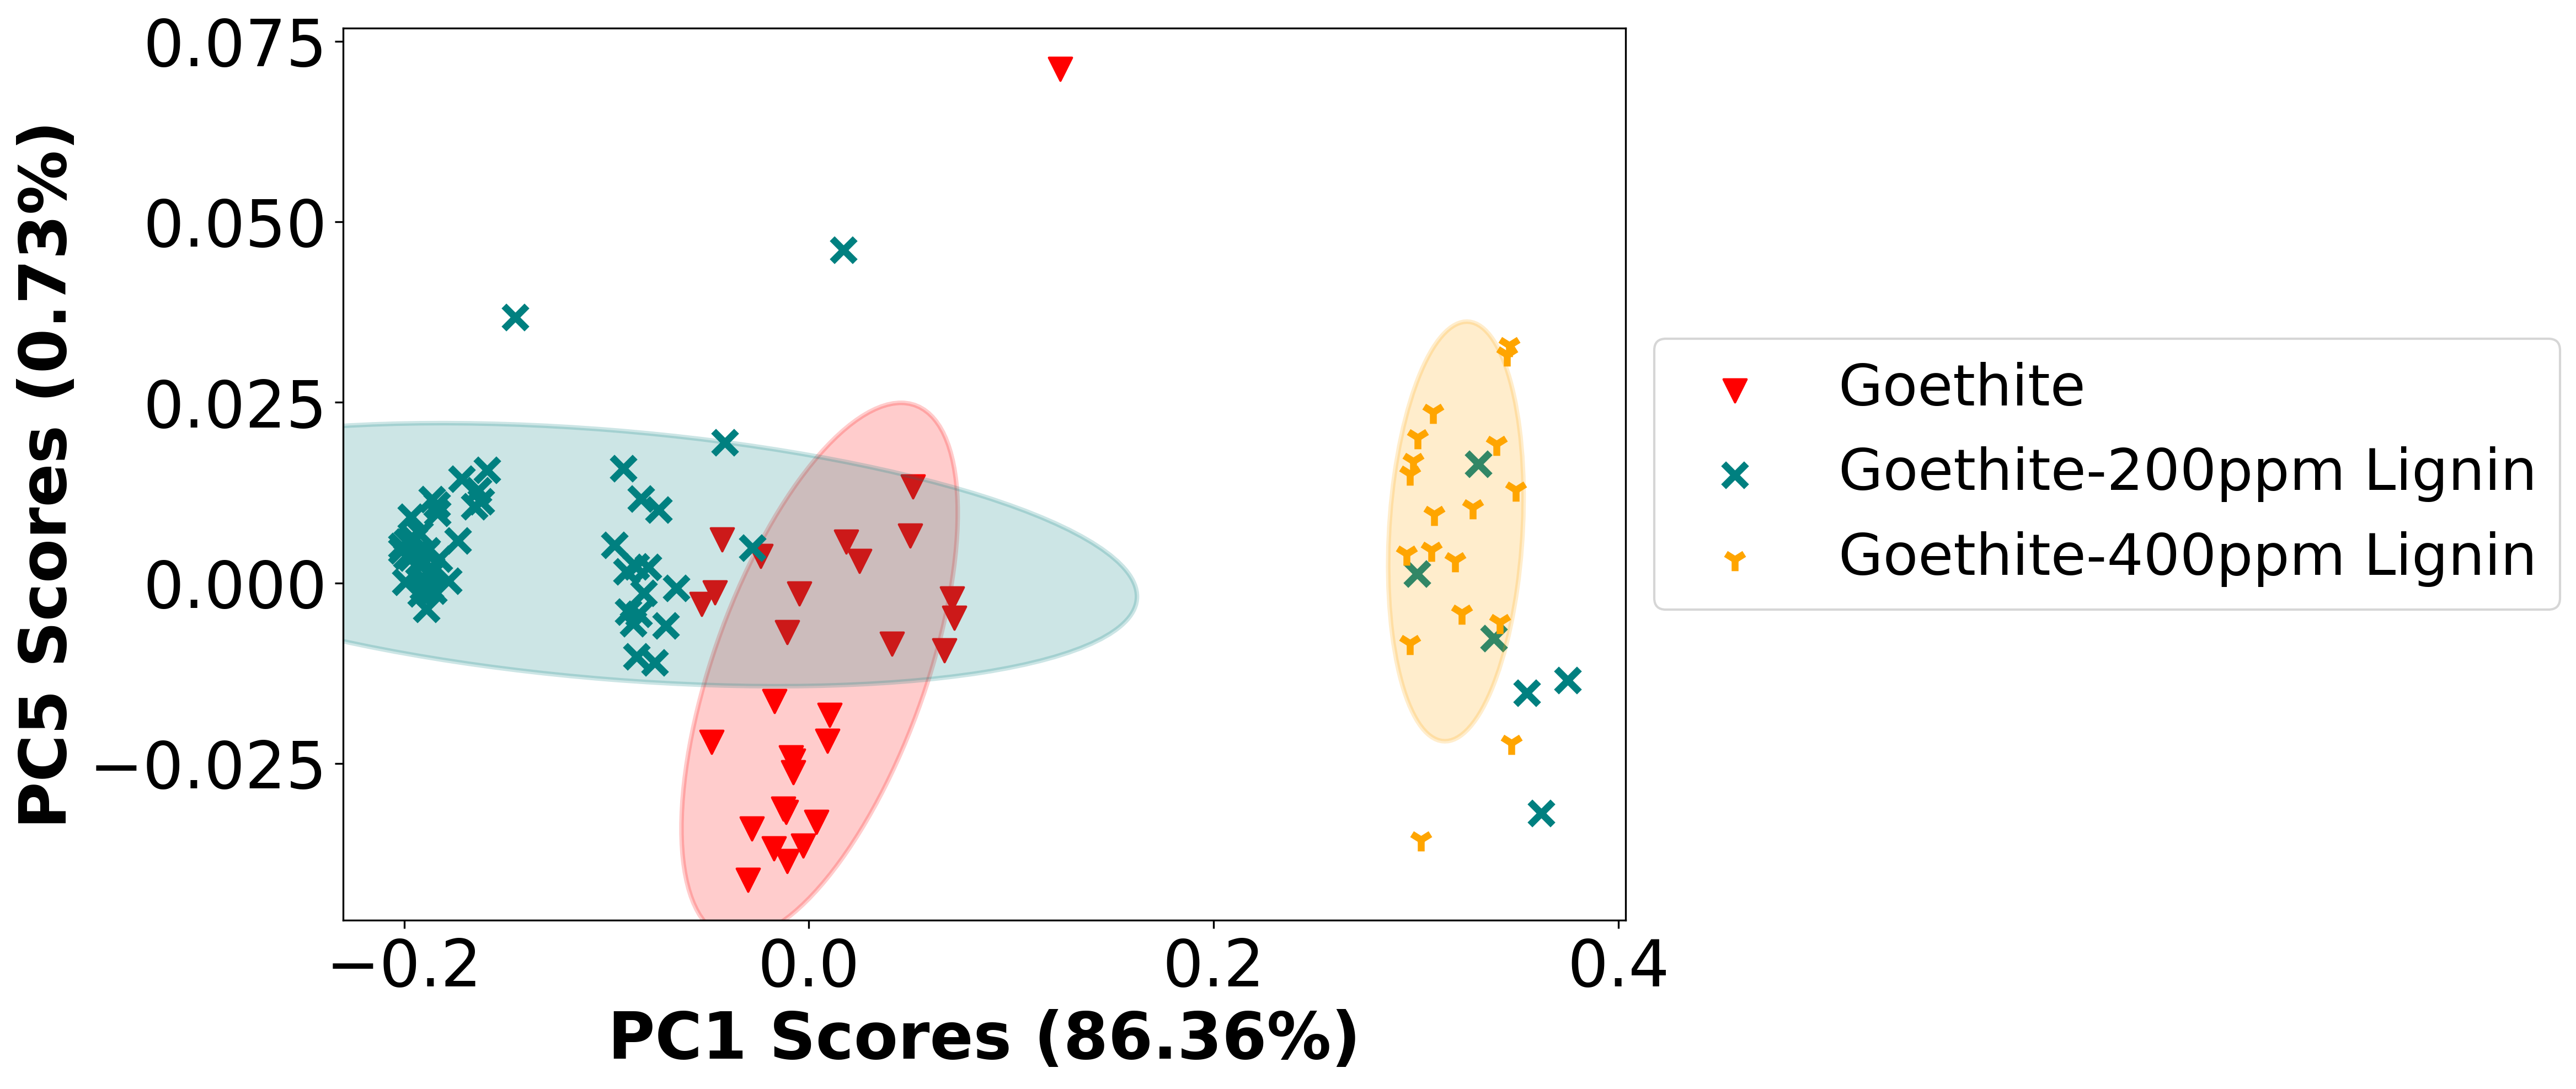 0.075
0.050
0.025
0.000
−0.025
PC5 Scores (0.73%)
−0.2
0.0
0.2
0.4
PC1 Scores (86.36%)
Goethite
Goethite-200ppm Lignin
Goethite-400ppm Lignin